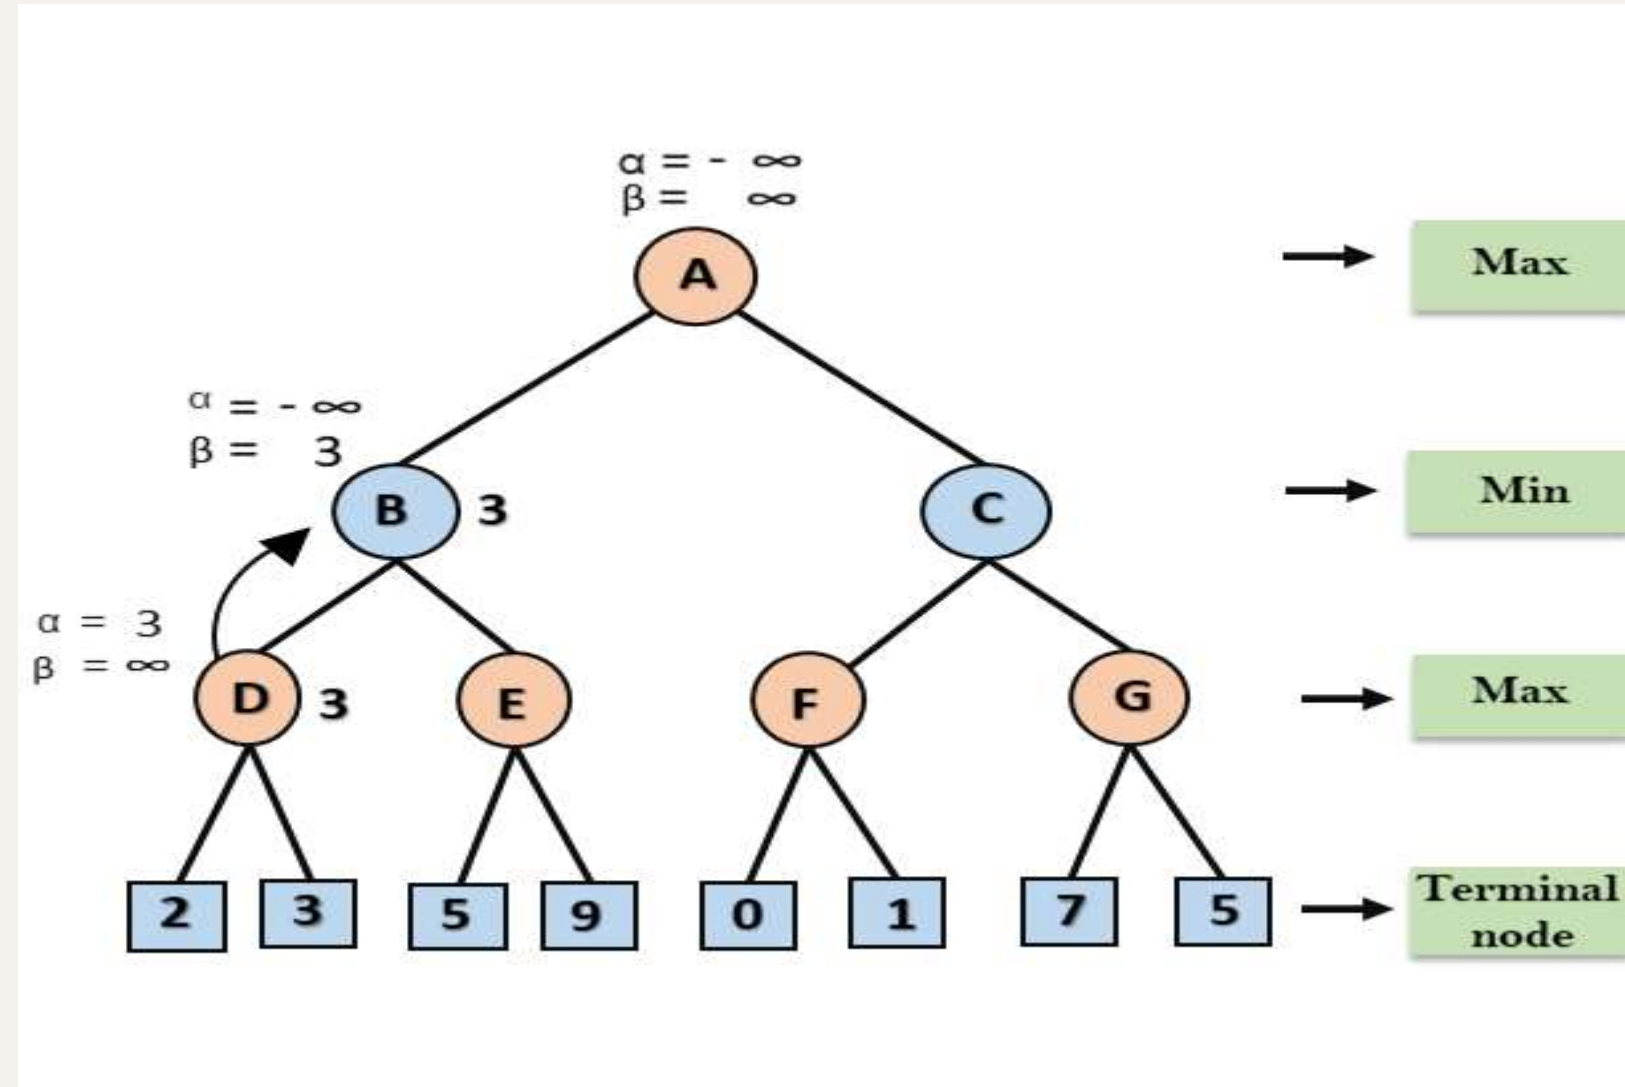 α = - ∞
β = ∞
A
Max
α = - ∞
β = 3
B 3
C
Min
α = 3
β = ∞
D 3
E
F
G
Max
2
3
5
9
0
1
7
5
Terminal
node